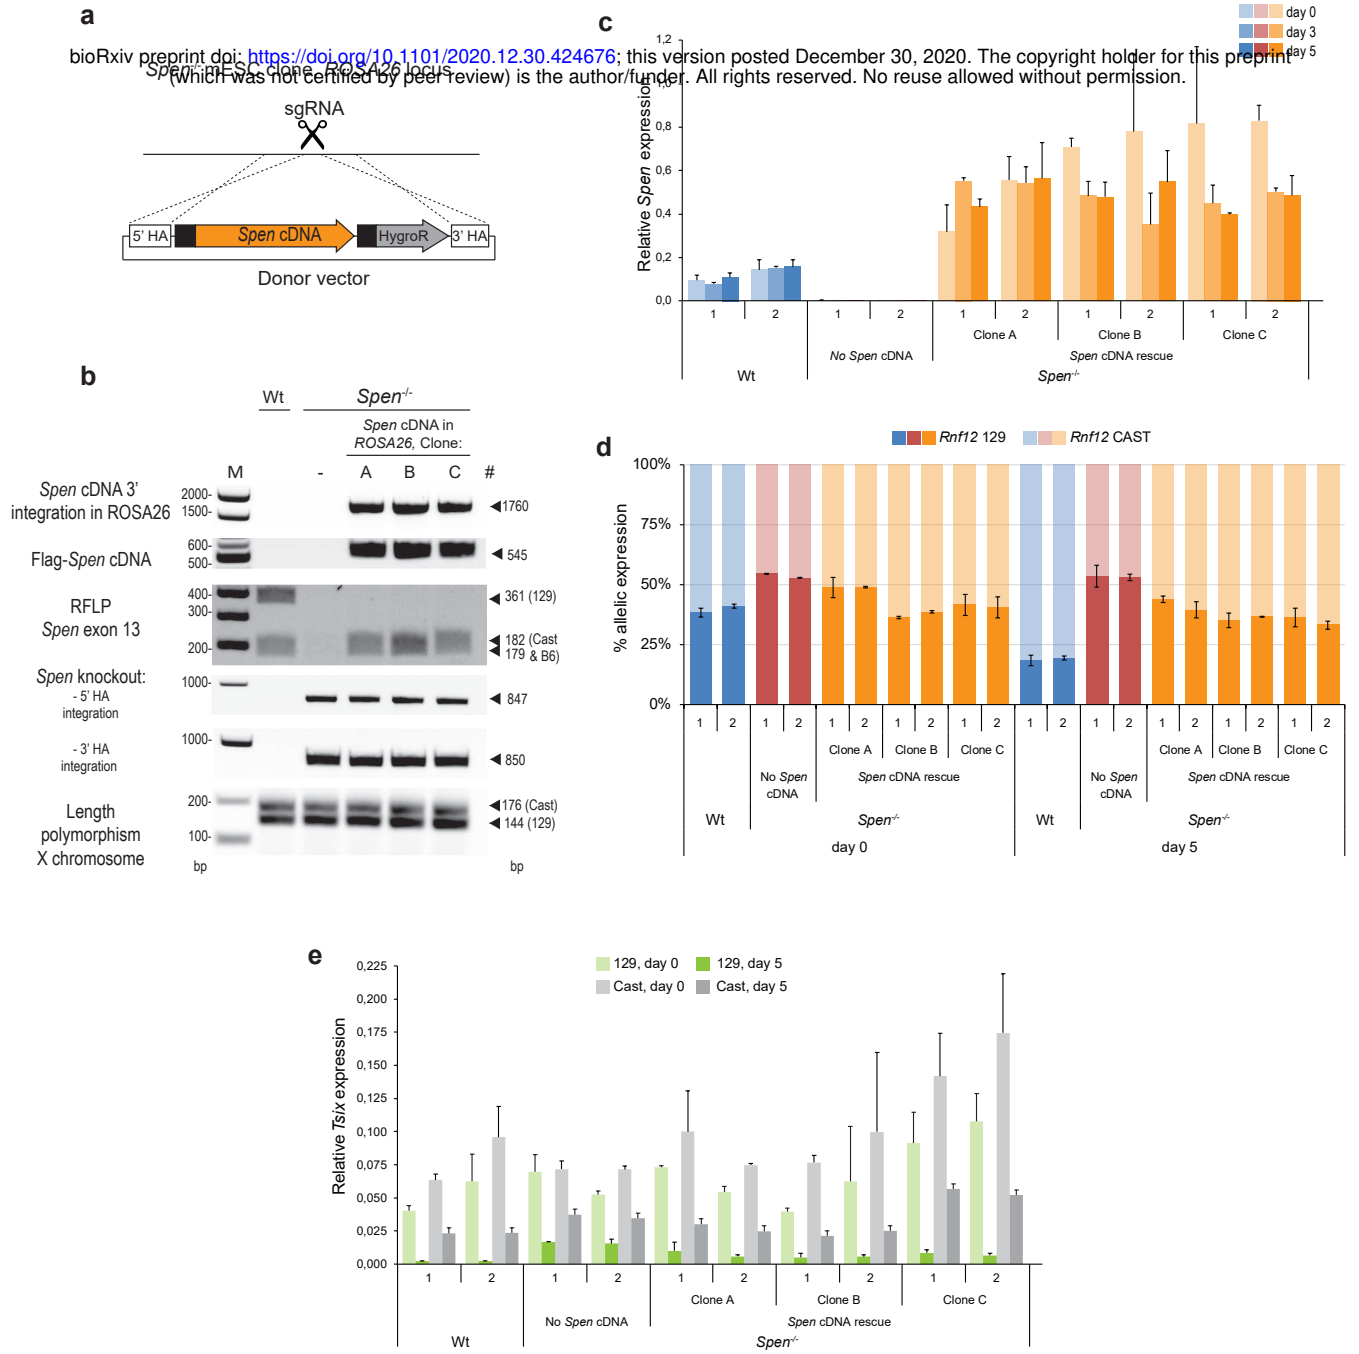 a
bioRxiv preprint doi: https://doi.org/10.1101/2020.12.30.424676; this version posted December 30, 2020. The copyright holder for this preprint
(which was not certified by peer review) is the author/funder. All rights reserved. No reuse allowed without permission.
Spen-/- mESC clone, ROSA26 locus
sgRNA
5' HA
Spen cDNA
HygroR
3' HA
Donor vector
b
Wt
Spen-/-
Spen cDNA in
ROSA26, Clone:
M
-
A
B
C
#
Spen cDNA 3'
integration in ROSA26
2000-
1500-
1760
Flag-Spen cDNA
600-
500-
545
RFLP
Spen exon 13
400-
300-
200-
361 (129)
182 (Cast
179 & B6)
Spen knockout:
- 5' HA
integration
1000-
847
- 3' HA
integration
1000-
850
Length
polymorphism
X chromosome
200-
100-
176 (Cast)
144 (129)
bp
bp
c
day 0
day 3
day 5
Relative Spen expression
1,2
1,0
0,8
0,6
0,4
0,2
0,0
1 2 1 2 1 2 1 2 1 2
Clone A Clone B Clone C
No Spen cDNA Spen cDNA rescue
Wt Spen-/-
d
Rnf12 129 Rnf12 CAST
% allelic expression
100%
75%
50%
25%
0%
1 2 1 2 1 2 1 2 1 2 1 2 1 2 1 2 1 2 1 2
Clone A Clone B Clone C Clone A Clone B Clone C
No Spen
cDNA
Spen cDNA rescue
No Spen
cDNA
Spen cDNA rescue
Wt Spen-/- Wt Spen-/-
day 0 day 5
e
129, day 0 129, day 5
Cast, day 0 Cast, day 5
Relative Tsix expression
0,225
0,200
0,175
0,150
0,125
0,100
0,075
0,050
0,025
0,000
1 2 1 2 1 2 1 2 1 2
Clone A Clone B Clone C
No Spen cDNA Spen cDNA rescue
Wt Spen-/-